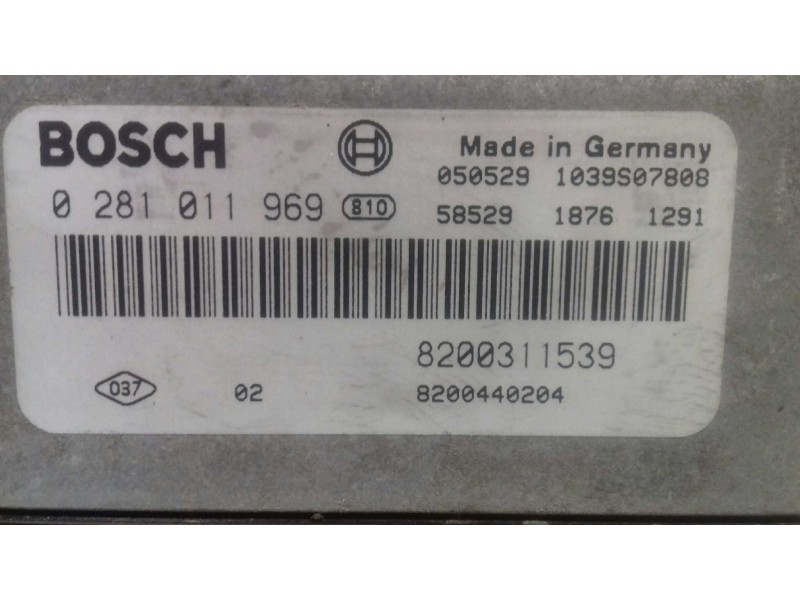 BOSCH
Made in Germany
050529 1039S07808
0 281 011 969 810
58529 1876 1291
8200311539
037 02 8200440204